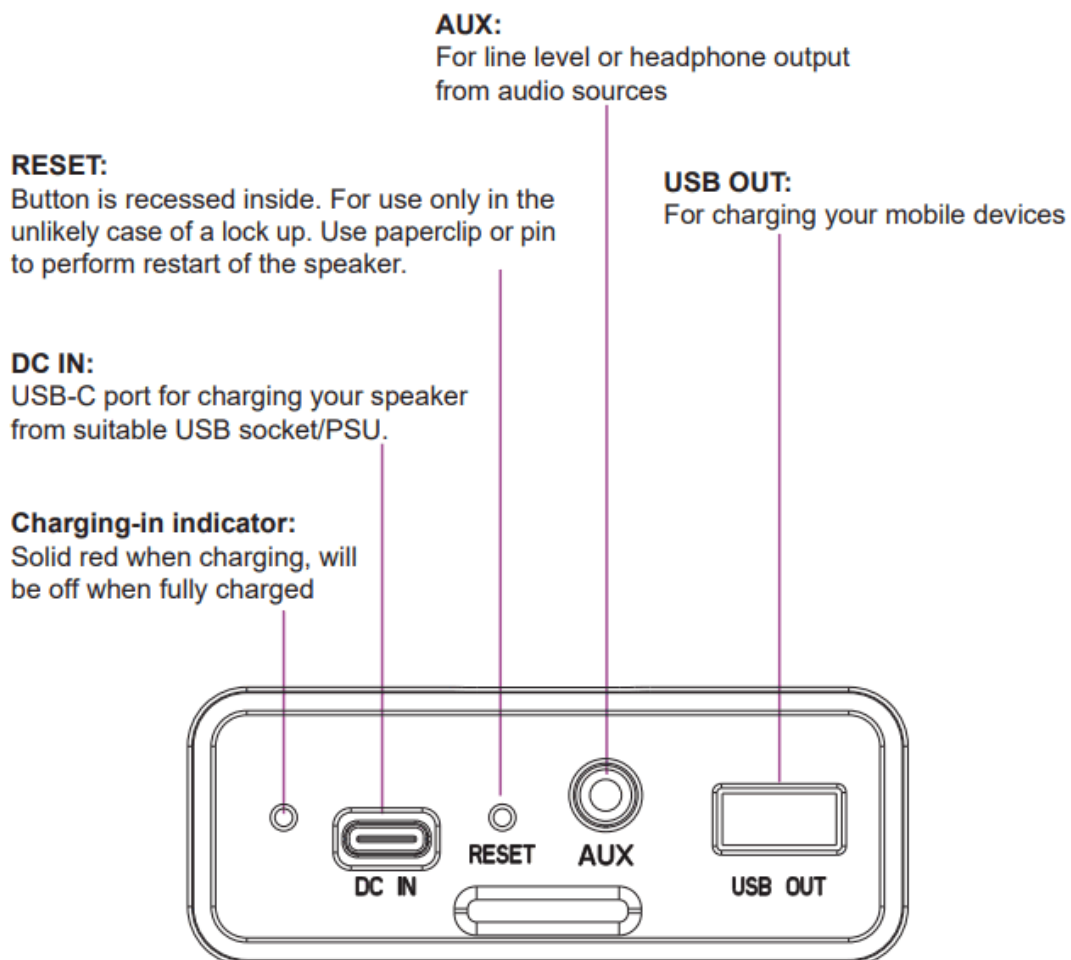 AUX:
For line level or headphone output
from audio sources
RESET:
Button is recessed inside. For use only in the
unlikely case of a lock up. Use paperclip or pin
to perform restart of the speaker.
USB OUT:
For charging your mobile devices
DC IN:
USB-C port for charging your speaker
from suitable USB socket/PSU.
Charging-in indicator:
Solid red when charging, will
be off when fully charged
RESET
AUX
DC IN
USB OUT